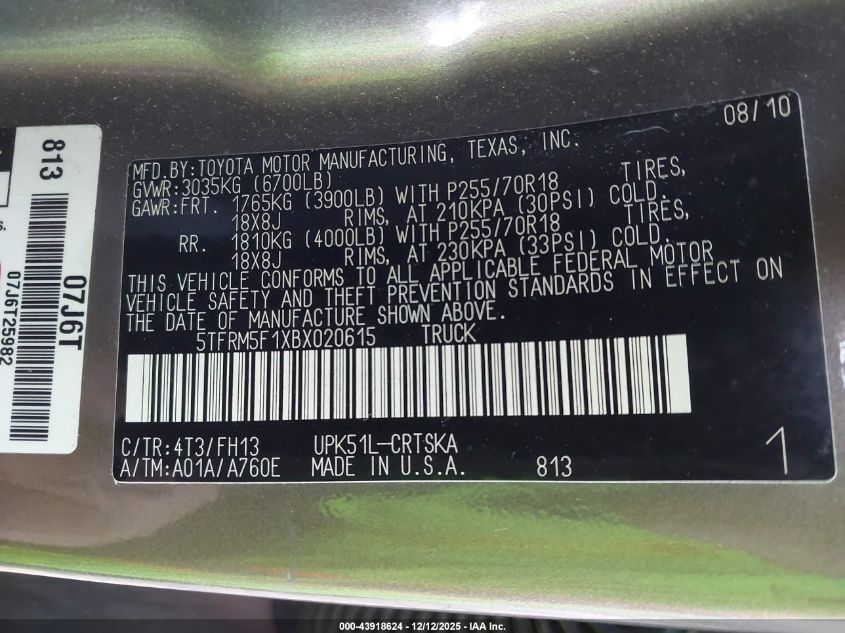 08/10
MFD. BY: TOYOTA MOTOR MANUFACTURING, TEXAS, INC.
GVWR: 3035KG (6700LB)
GAWR: FRT. 1765KG (3900LB) WITH P255/70R18 TIRES,
18X8J RIMS, AT 210KPA (30PSI) COLD.
RR. 1810KG (4000LB) WITH P255/70R18 TIRES,
18X8J RIMS, AT 230KPA (33PSI) COLD.
THIS VEHICLE CONFORMS TO ALL APPLICABLE FEDERAL MOTOR
VEHICLE SAFETY AND THEFT PREVENTION STANDARDS IN EFFECT ON
THE DATE OF MANUFACTURE SHOWN ABOVE.
5TFRM5F1XBX020615 TRUCK
C/TR: 4T3/FH13 UPK51L-CRTSKA
A/TM: A01A/A760E MADE IN U.S.A. 813
1
813
07J6T
07J6T25982
000-43918624 - 12/12/2025 - IAA Inc.